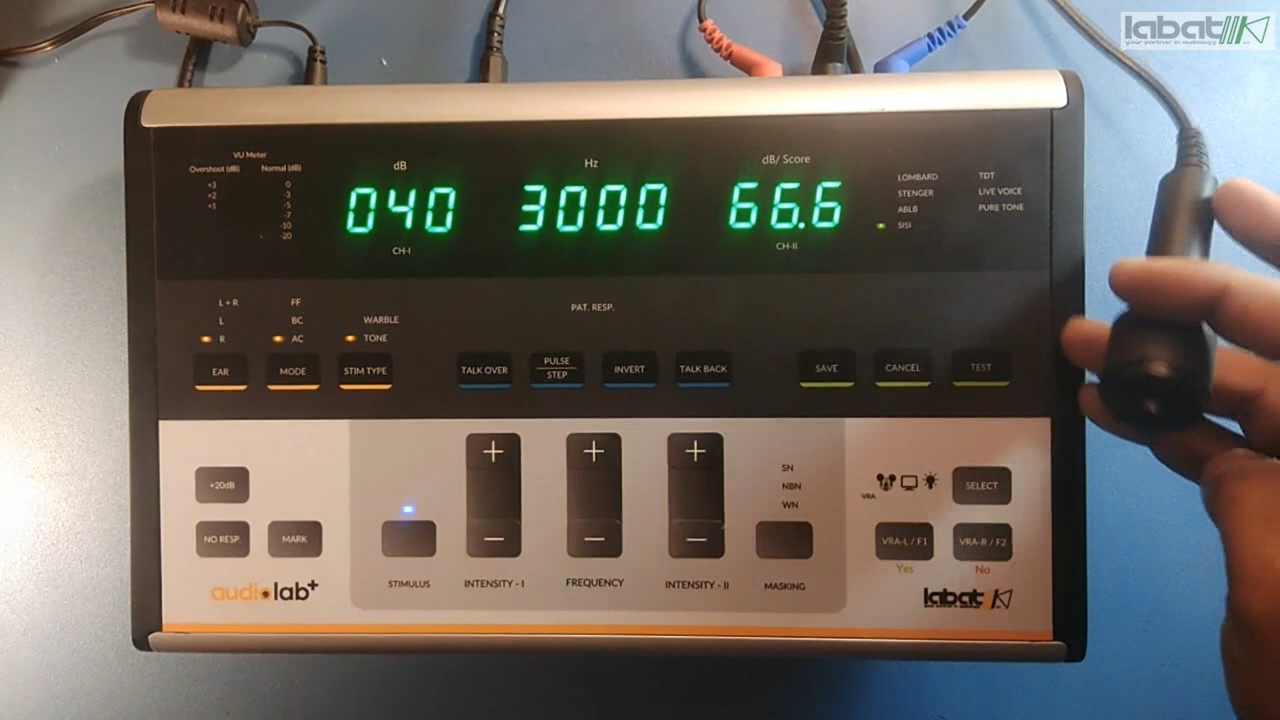 labat
your partner in audiology
VU Meter
Overshoot (dB) Normal (dB)
+3 0
+2 -3
+1 -5
-7
-10
-20
dB
040
CH-I
Hz
3000
dB/ Score
66.6
CH-II
LOMBARD TDT
STENGER LIVE VOICE
ABLB PURE TONE
SISI
L + R FF
L BC WARBLE
R AC TONE
PAT. RESP.
EAR MODE STIM TYPE
TALK OVER PULSE STEP INVERT TALK BACK
SAVE CANCEL TEST
+20dB
NO RESP. MARK
audiolab+
+ + +
- - -
STIMULUS INTENSITY - I FREQUENCY INTENSITY - II MASKING
SN
NBN
WN
VRA SELECT
VRA-L / F1 VRA-R / F2
Yes No
labat